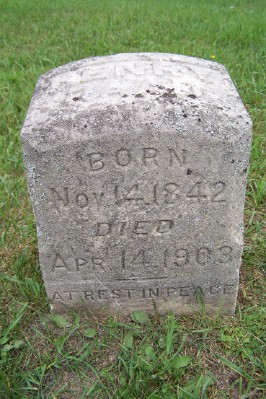 BORN
Nov 14, 1842
DIED
Apr 14, 1903
AT REST IN PEACE